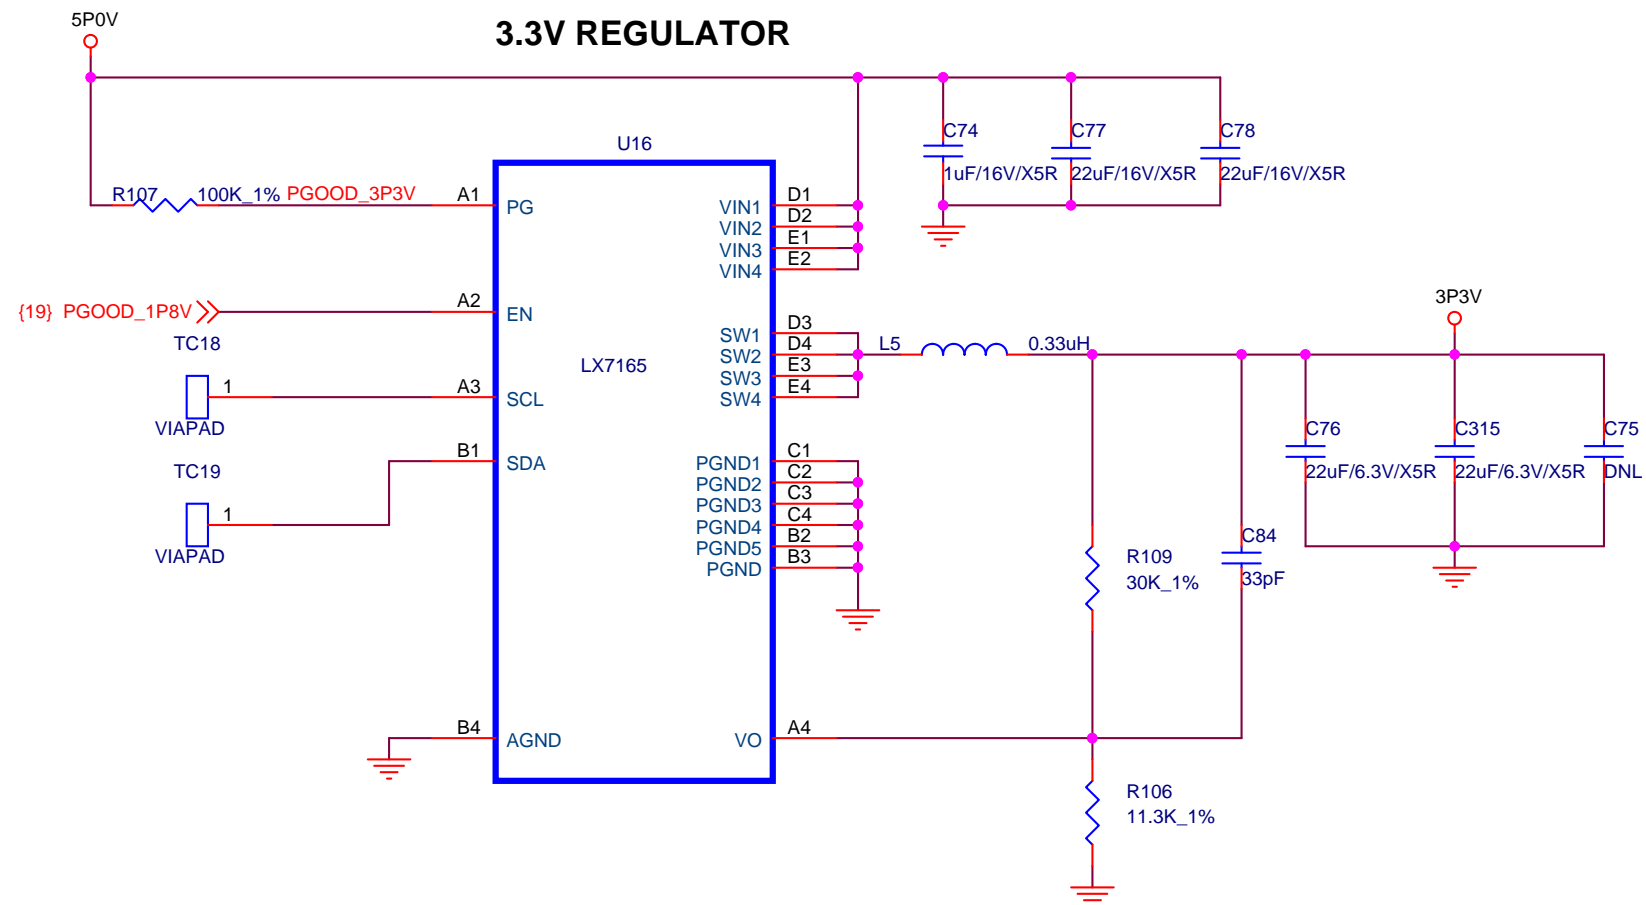 5P0V
3.3V REGULATOR
U16
LX7165
R107 100K_1% PGOOD_3P3V A1 PG
{19} PGOOD_1P8V A2 EN
TC18
1 A3 SCL
VIAPAD
TC19
B1 SDA
1
VIAPAD
B4 AGND
VIN1 D1
VIN2 D2
VIN3 E1
VIN4 E2
SW1 D3
SW2 D4
SW3 E3
SW4 E4
PGND1 C1
PGND2 C2
PGND3 C3
PGND4 C4
PGND5 B2
PGND B3
VO A4
C74
1uF/16V/X5R
C77
22uF/16V/X5R
C78
22uF/16V/X5R
L5 0.33uH
3P3V
C76
22uF/6.3V/X5R
C315
22uF/6.3V/X5R
C75
DNL
R109
30K_1%
C84
33pF
R106
11.3K_1%